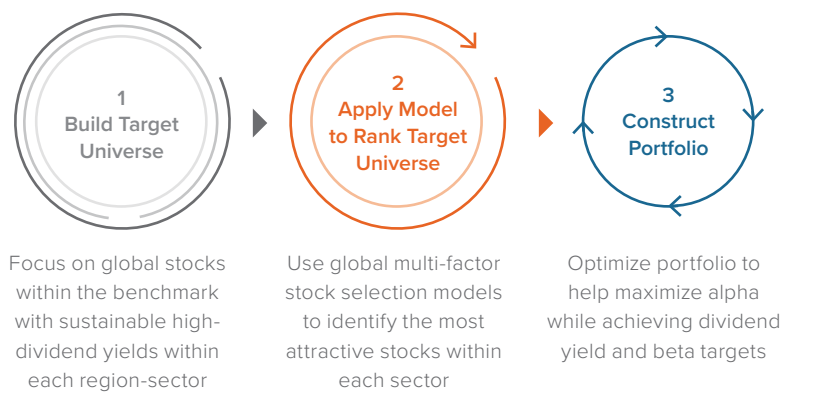 1
Build Target
Universe
Focus on global stocks
within the benchmark
with sustainable high-
dividend yields within
each region-sector
2
Apply Model
to Rank Target
Universe
Use global multi-factor
stock selection models
to identify the most
attractive stocks within
each sector
3
Construct
Portfolio
Optimize portfolio to
help maximize alpha
while achieving dividend
yield and beta targets